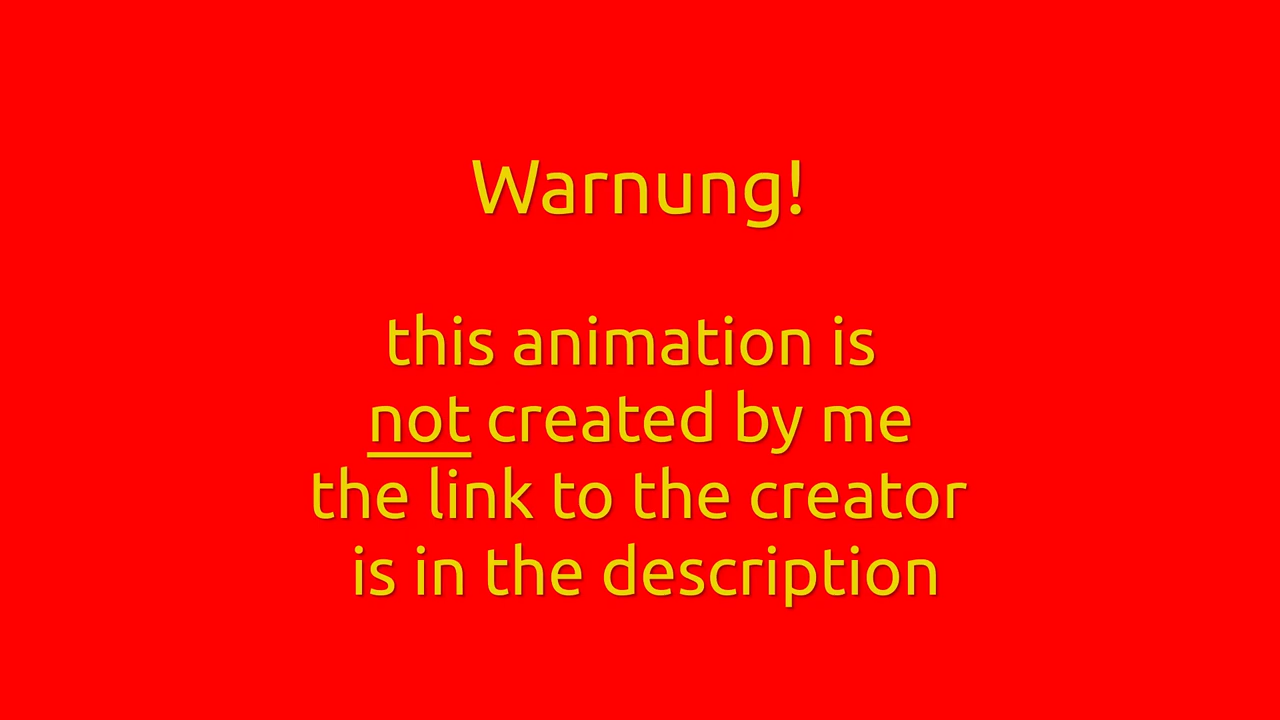 Warnung!
this animation is
not created by me
the link to the creator
is in the description